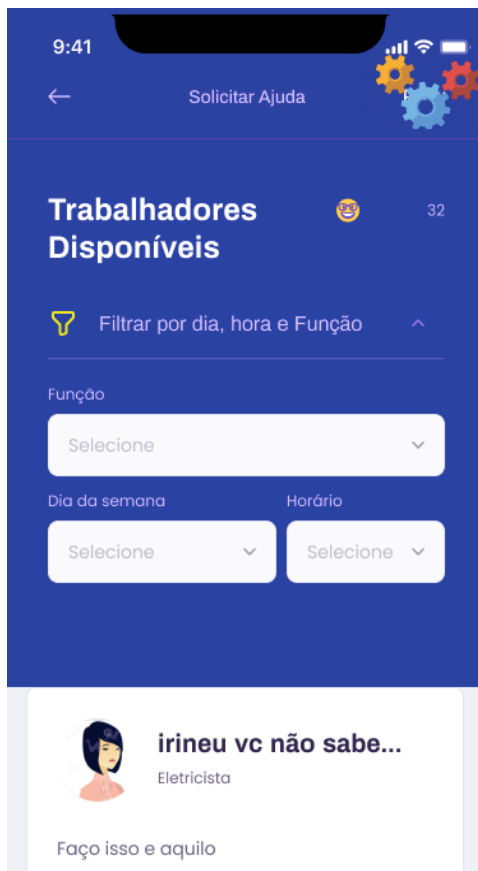 9:41
Solicitar Ajuda
Trabalhadores
Disponíveis
32
Filtrar por dia, hora e Função
Função
Selecione
Dia da semana
Horário
Selecione
Selecione
irineu vc não sabe...
Eletricista
Faço isso e aquilo